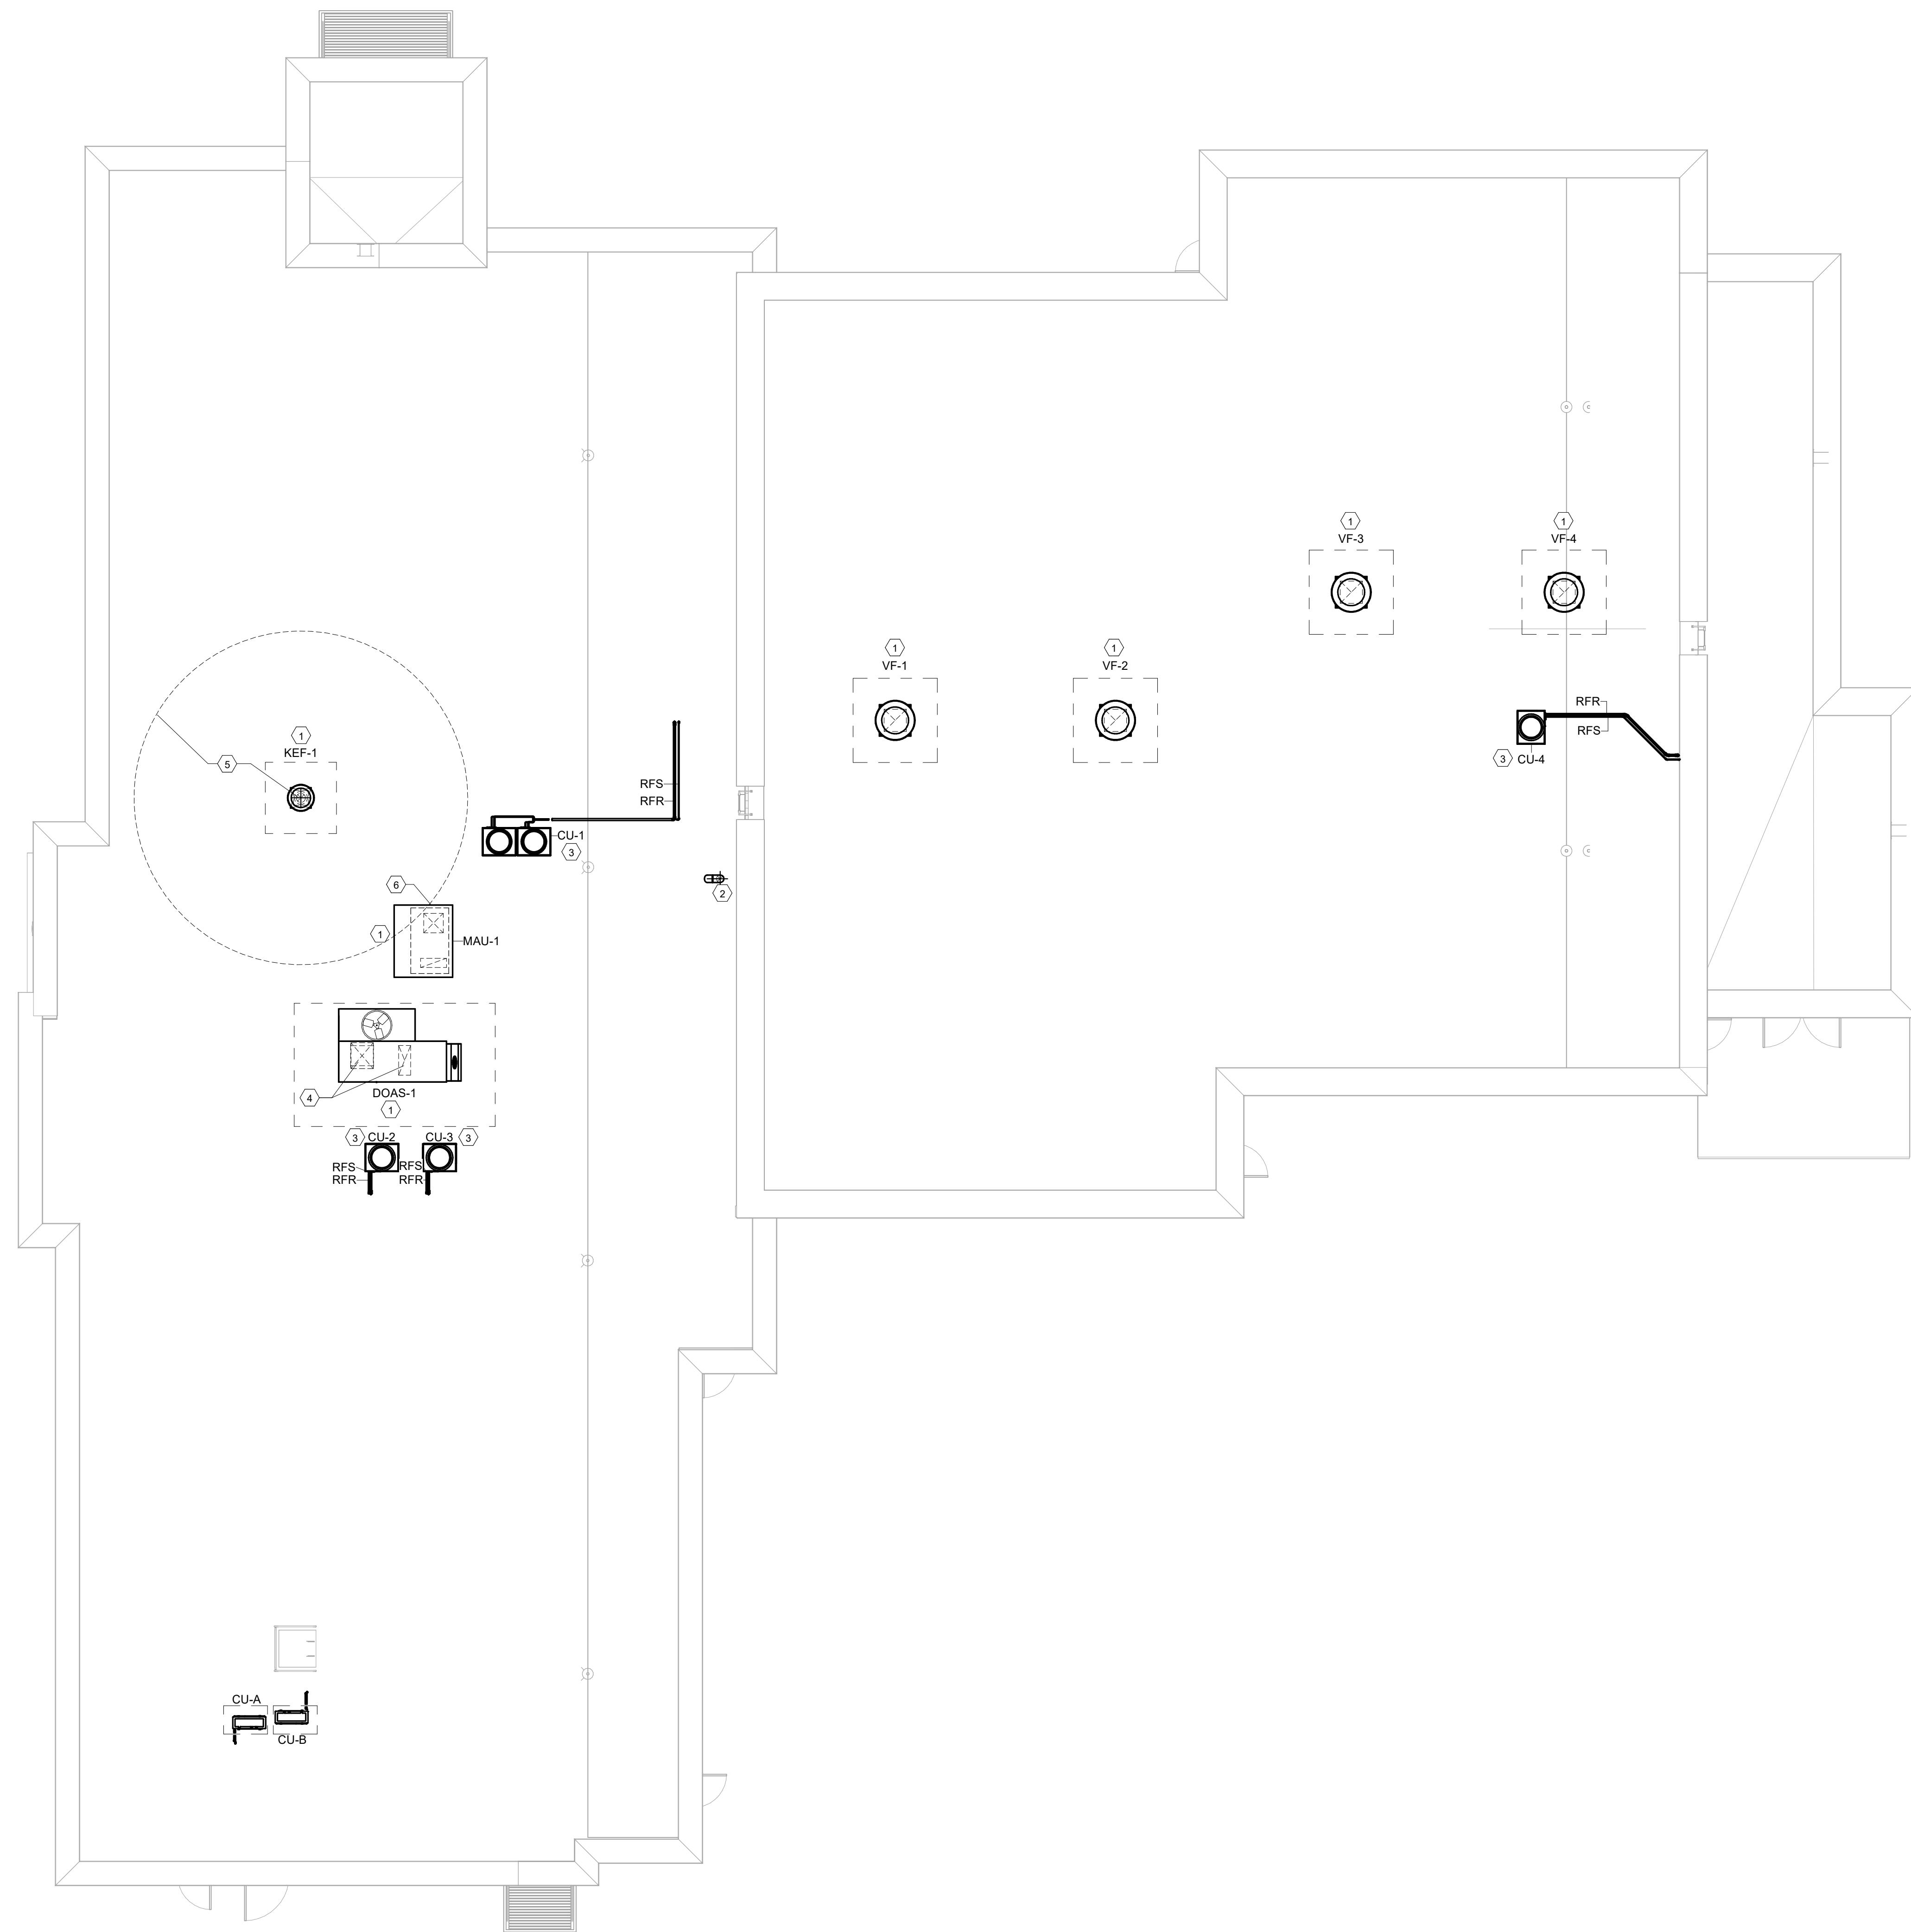 1
VF-3
1
VF-4
1
VF-1
1
VF-2
RFR
RFS
3
CU-4
1
KEF-1
5
RFS
RFR
CU-1
3
2
6
1
MAU-1
4
DOAS-1
1
3
CU-2
CU-3
3
RFS
RFR
RFS
RFR
CU-A
CU-B